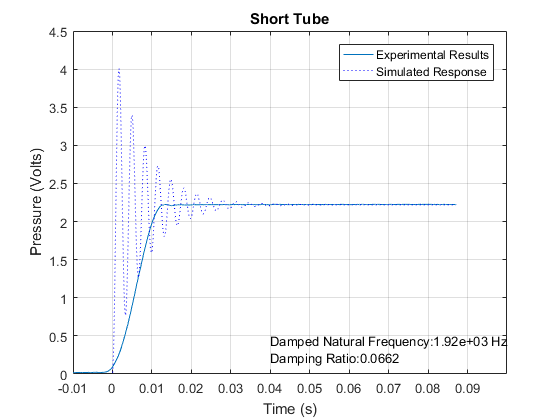 Short Tube
4.5
4
3.5
3
2.5
2
1.5
1
0.5
0
Pressure (Volts)
Experimental Results
Simulated Response
Damped Natural Frequency:1.92e+03 Hz
Damping Ratio:0.0662
-0.01 0 0.01 0.02 0.03 0.04 0.05 0.06 0.07 0.08 0.09
Time (s)